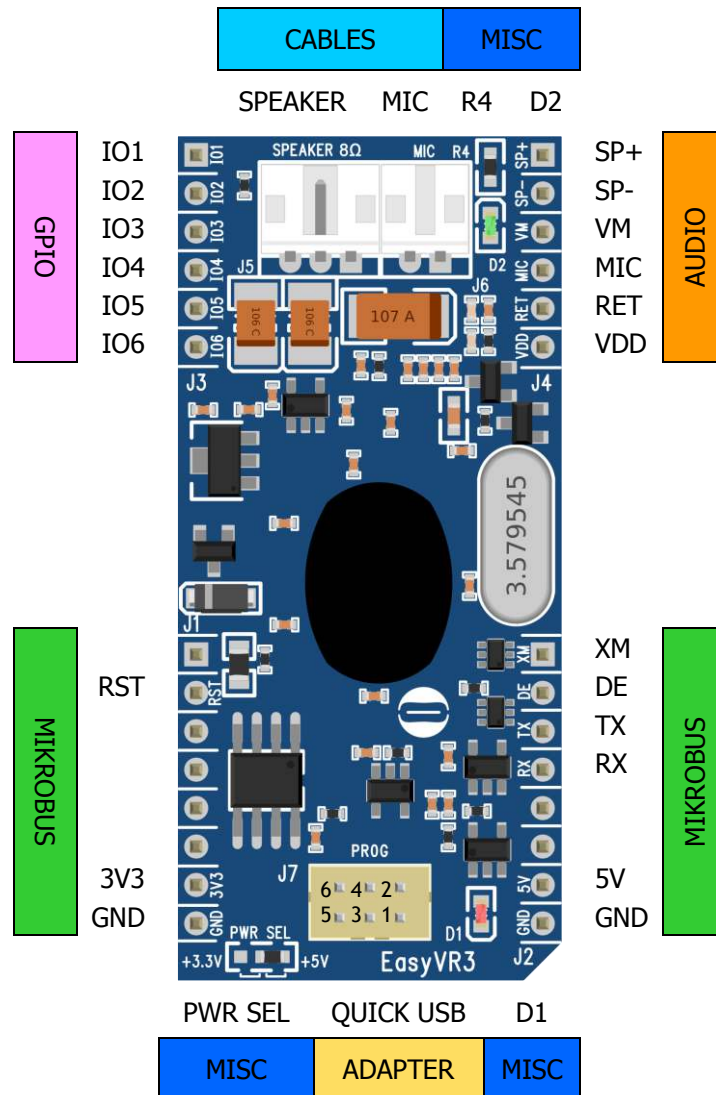 CABLES MISC
SPEAKER MIC R4 D2
GPIO
IO1
IO2
IO3
IO4
IO5
IO6
IO1
IO2
IO3
IO4
IO5
IO6
SPEAKER 8Ω MIC R4
J5
D2
J6
106 C
106 C
107 A
J3
J4
SP+
SP-
VM
MIC
RET
VDD
SP+
SP-
VM
MIC
RET
VDD
AUDIO
3.579545
J1
MIKROBUS
RST
3V3
GND
RST
3V3
GND
XM
DE
TX
RX
5V
GND
XM
DE
TX
RX
5V
GND
MIKROBUS
J7
PROG
6 4 2
5 3 1
D1
PWR SEL
+3.3V +5V
EasyVR3
J2
PWR SEL QUICK USB D1
MISC ADAPTER MISC